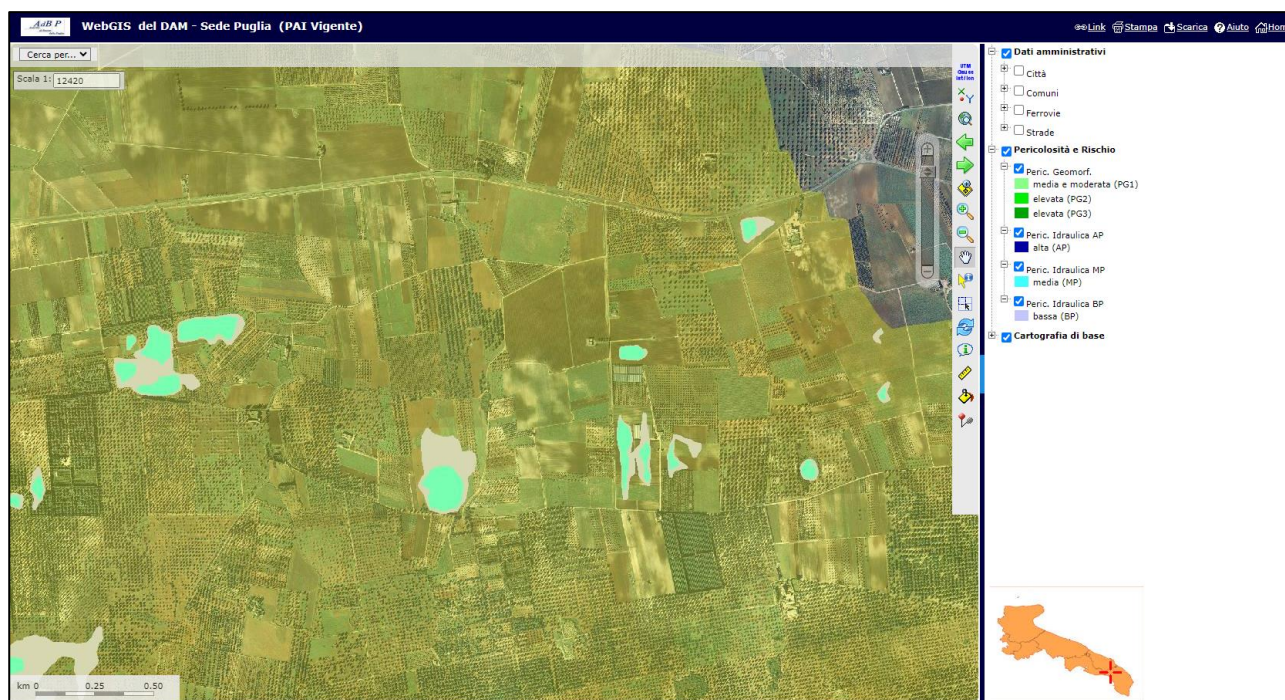 AdB P
WebGIS del DAM - Sede Puglia (PAI Vigente)
Link Stampa Scarica Aiuto Hom
Cerca per...
Scala 1: 12420
UTM
X
Y
Dati amministrativi
Città
Comuni
Ferrovie
Strade
Pericolosità e Rischio
Peric. Geomorf.
media e moderata (PG1)
elevata (PG2)
elevata (PG3)
Peric. Idraulica AP
alta (AP)
Peric. Idraulica MP
media (MP)
Peric. Idraulica BP
bassa (BP)
Cartografia di base
km 0 0.25 0.50